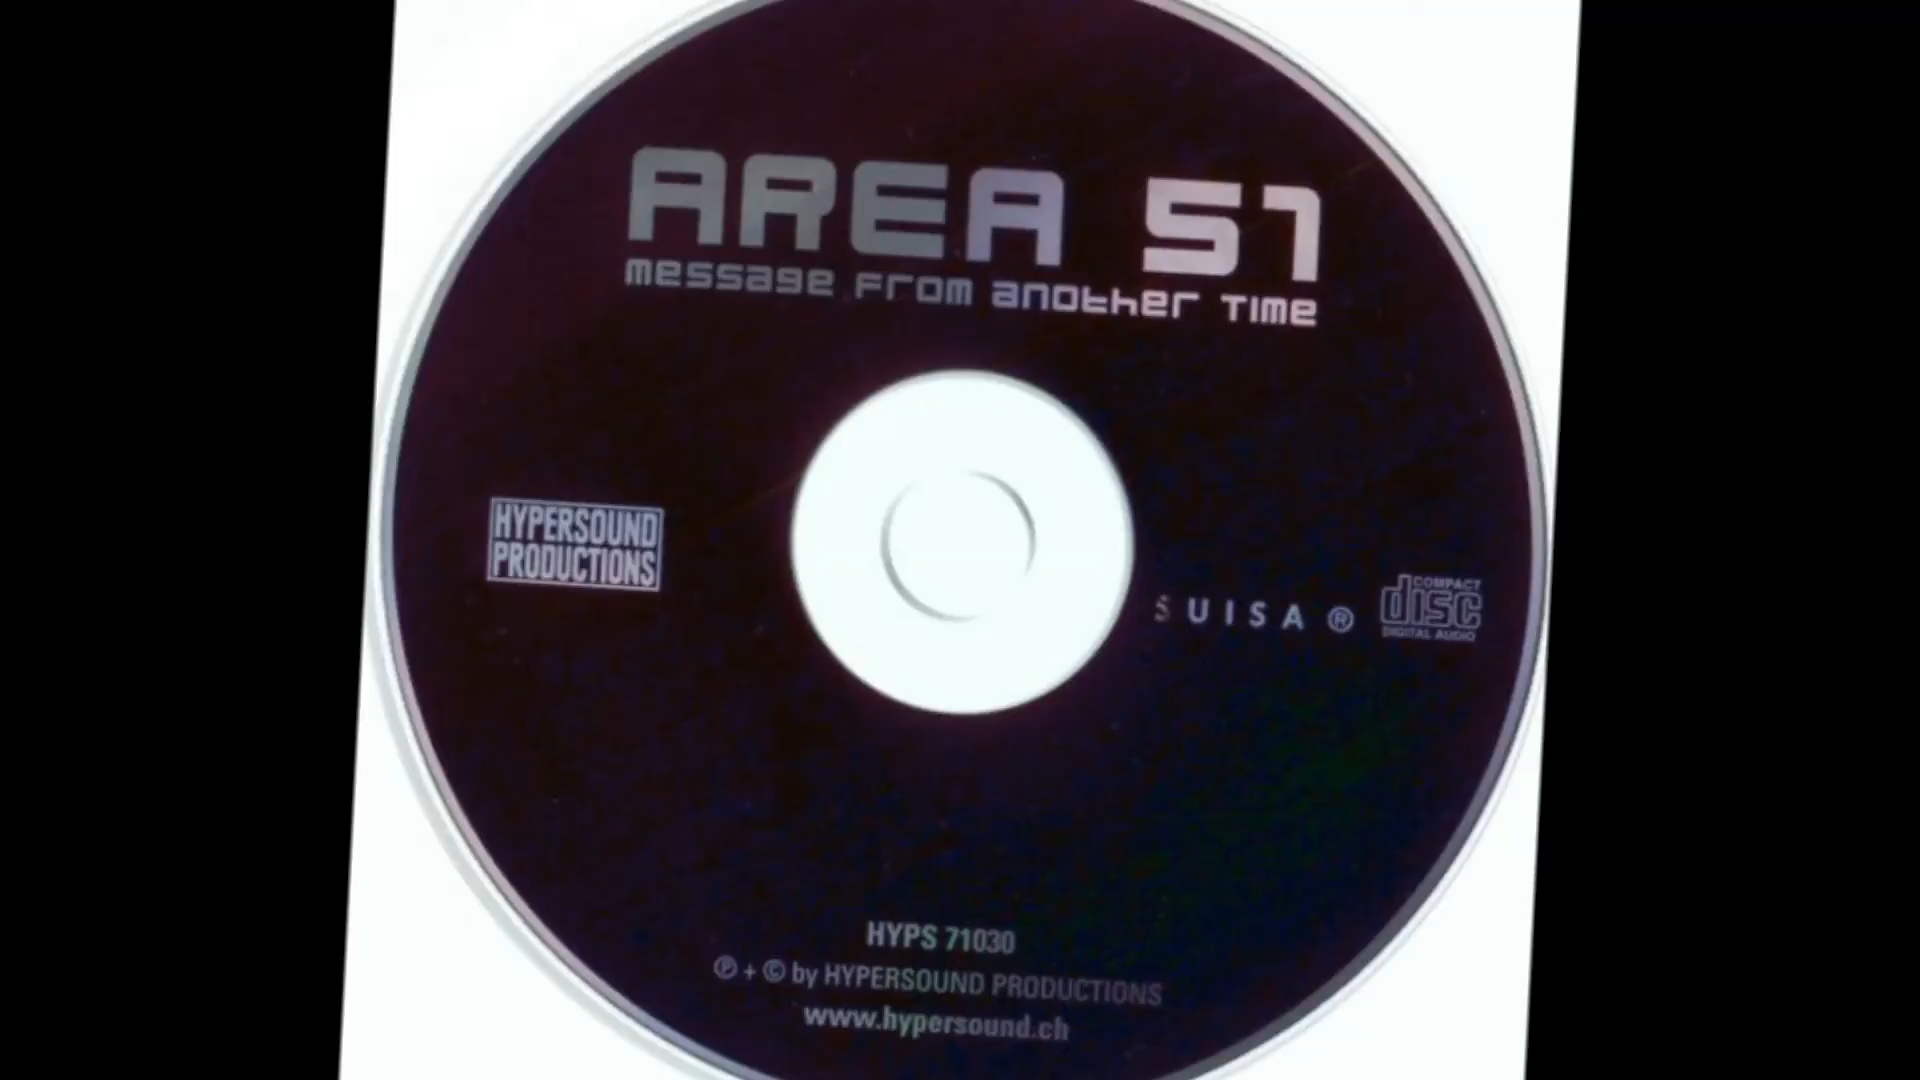 AREA 51
message from another time
HYPERSOUND
PRODUCTIONS
SUISA ®
COMPACT
disc
DIGITAL AUDIO
HYPS 71030
℗ + © by HYPERSOUND PRODUCTIONS
www.hypersound.ch